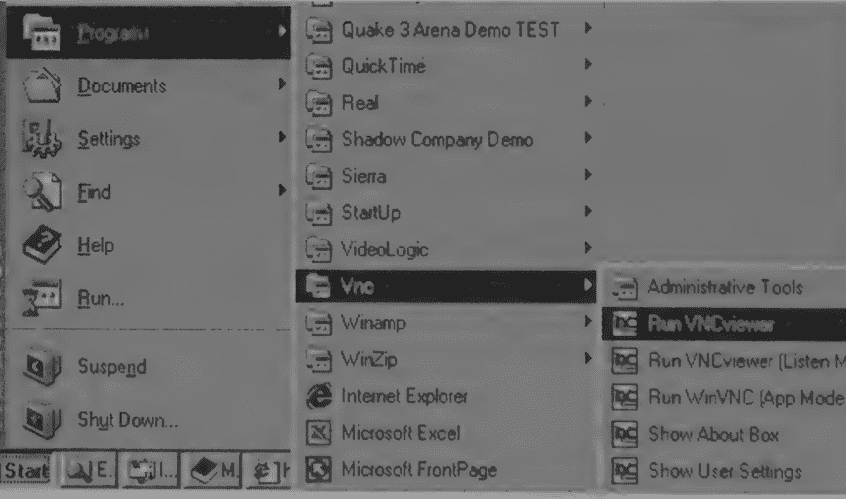 Programs
Documents
Settings
Find
Help
Run...
Suspend
Shut Down...
Start
E.
I...
M.
Quake 3 Arena Demo TEST
QuickTime
Real
Shadow Company Demo
Sierra
StartUp
VideoLogic
Vnc
Winamp
WinZip
Internet Explorer
Microsoft Excel
Microsoft FrontPage
Administrative Tools
Run VNCviewer
Run VNCviewer (Listen M
Run WinVNC (App Mode
Show About Box
Show User Settings